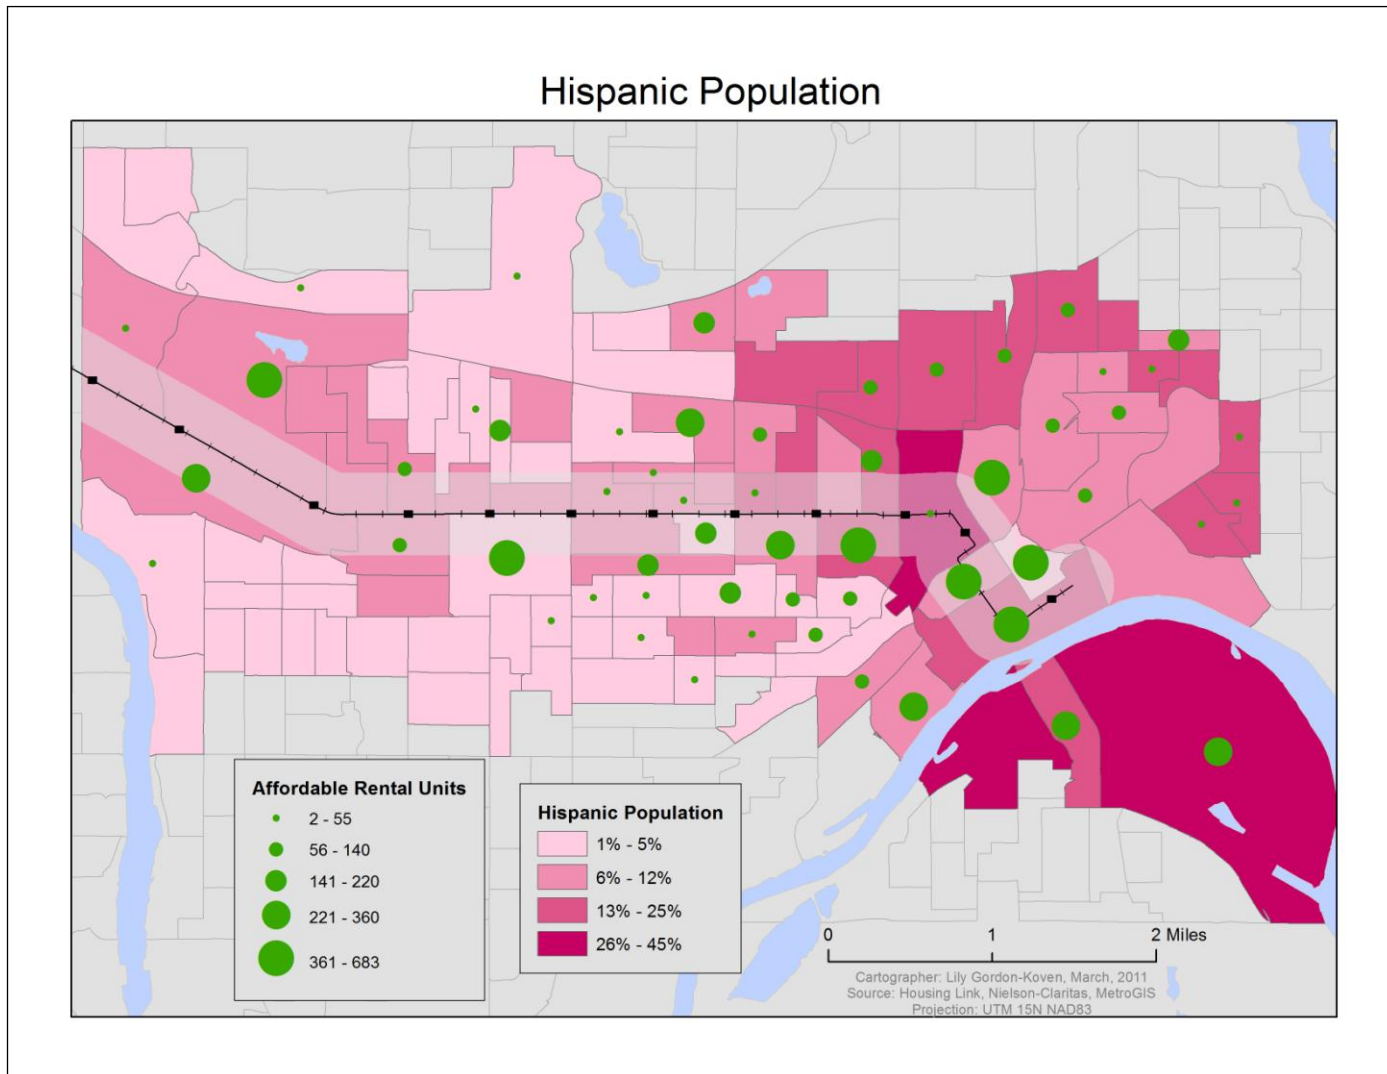 Hispanic Population
Affordable Rental Units
2 - 55
56 - 140
141 - 220
221 - 360
361 - 683
Hispanic Population
1% - 5%
6% - 12%
13% - 25%
26% - 45%
0 1 2 Miles
Cartographer: Lily Gordon-Koven, March, 2011
Source: Housing Link, Nielson-Claritas, MetroGIS
Projection: UTM 15N NAD83